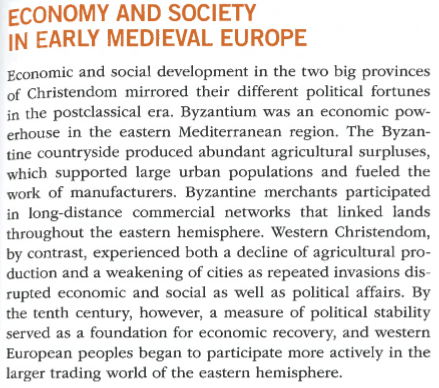 ECONOMY AND SOCIETY
IN EARLY MEDIEVAL EUROPE
Economic and social development in the two big provinces
of Christendom mirrored their different political fortunes
in the postclassical era. Byzantium was an economic pow-
erhouse in the eastern Mediterranean region. The Byzan-
tine countryside produced abundant agricultural surpluses,
which supported large urban populations and fueled the
work of manufacturers. Byzantine merchants participated
in long-distance commercial networks that linked lands
throughout the eastern hemisphere. Western Christendom,
by contrast, experienced both a decline of agricultural pro-
duction and a weakening of cities as repeated invasions dis-
rupted economic and social as well as political affairs. By
the tenth century, however, a measure of political stability
served as a foundation for economic recovery, and western
European peoples began to participate more actively in the
larger trading world of the eastern hemisphere.